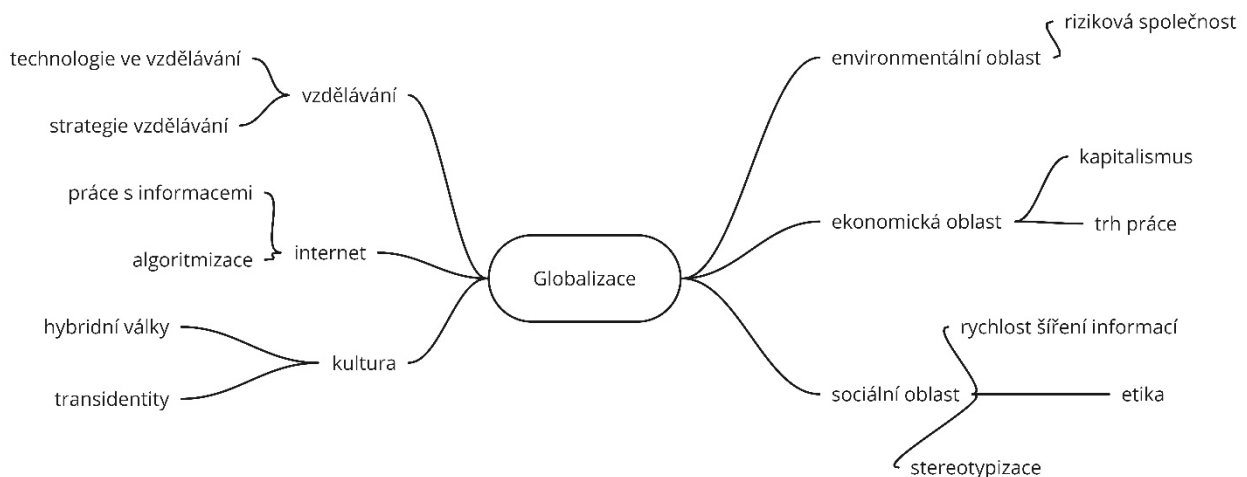 technologie ve vzdělávání
strategie vzdělávání
vzdělávání
práce s informacemi
algoritmizace
internet
hybridní války
transidentity
kultura
Globalizace
environmentální oblast
riziková společnost
ekonomická oblast
kapitalismus
trh práce
sociální oblast
rychlost šíření informací
etika
stereotypizace